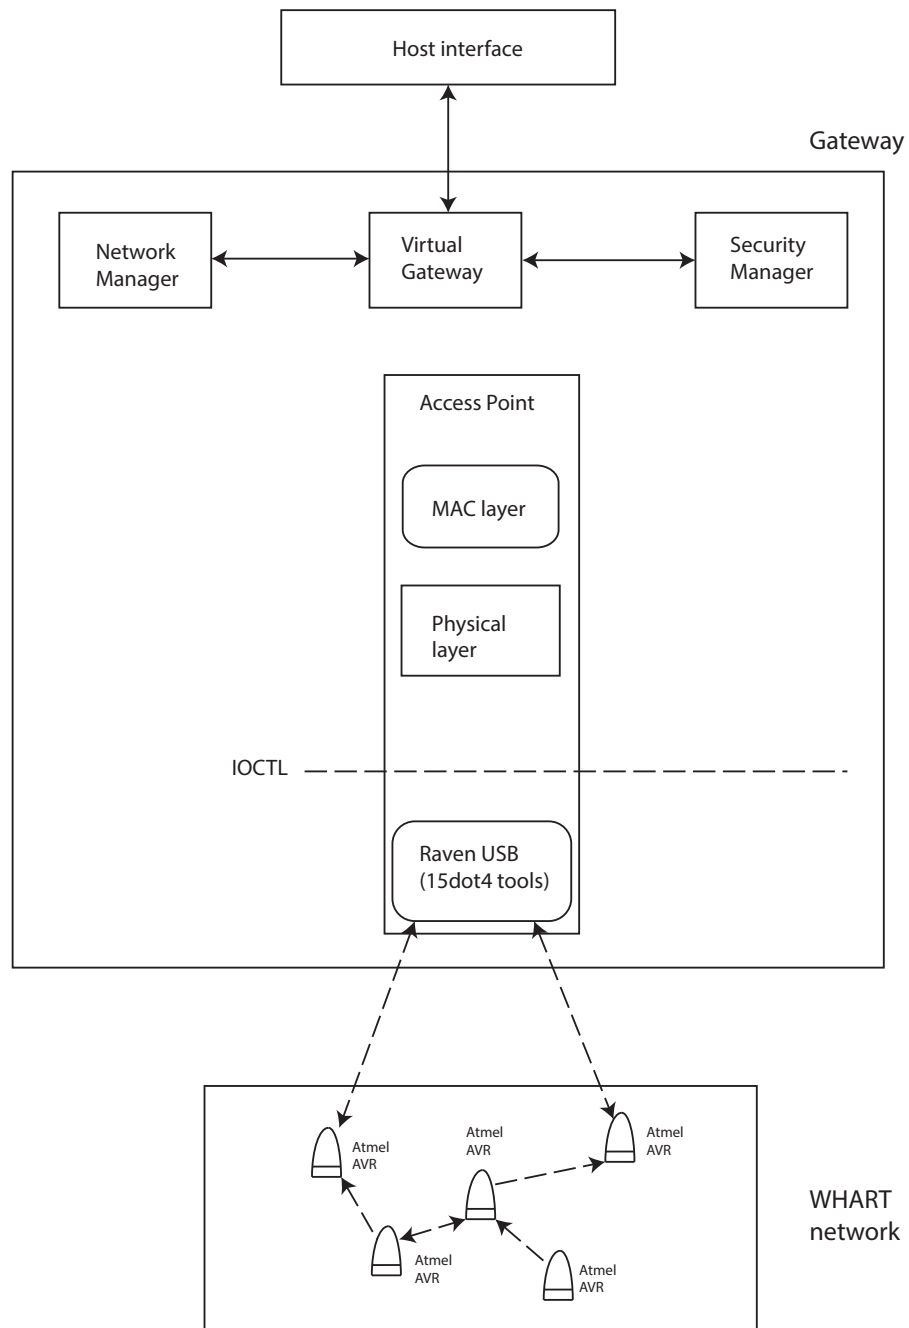 Host interface
Gateway
Network
Manager
Virtual
Gateway
Security
Manager
Access Point
MAC layer
Physical
layer
IOCTL
Raven USB
(15dot4 tools)
Atmel
AVR
Atmel
AVR
Atmel
AVR
Atmel
AVR
Atmel
AVR
WHART
network